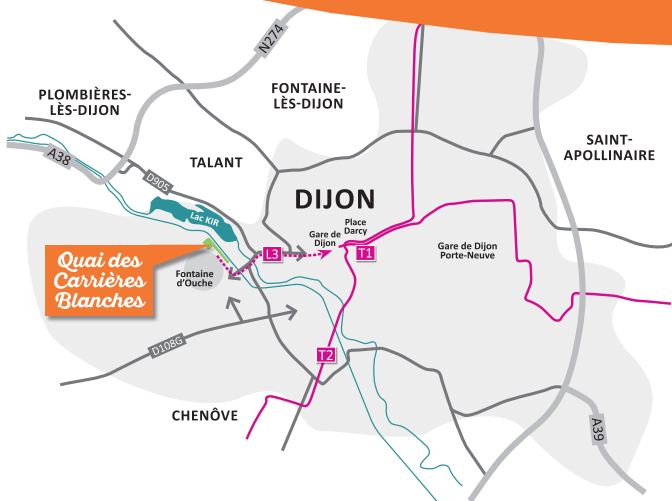 N274
PLOMBIÈRES-
LÈS-DIJON
FONTAINE-
LÈS-DIJON
SAINT-
APOLLINAIRE
A38
TALANT
D905
DIJON
Lac KIR
Place
Darcy
Gare de
Dijon
L3
T1
Gare de Dijon
Porte-Neuve
Quai des
Carrières
Blanches
Fontaine
d'Ouche
D108G
T2
CHENÔVE
A39